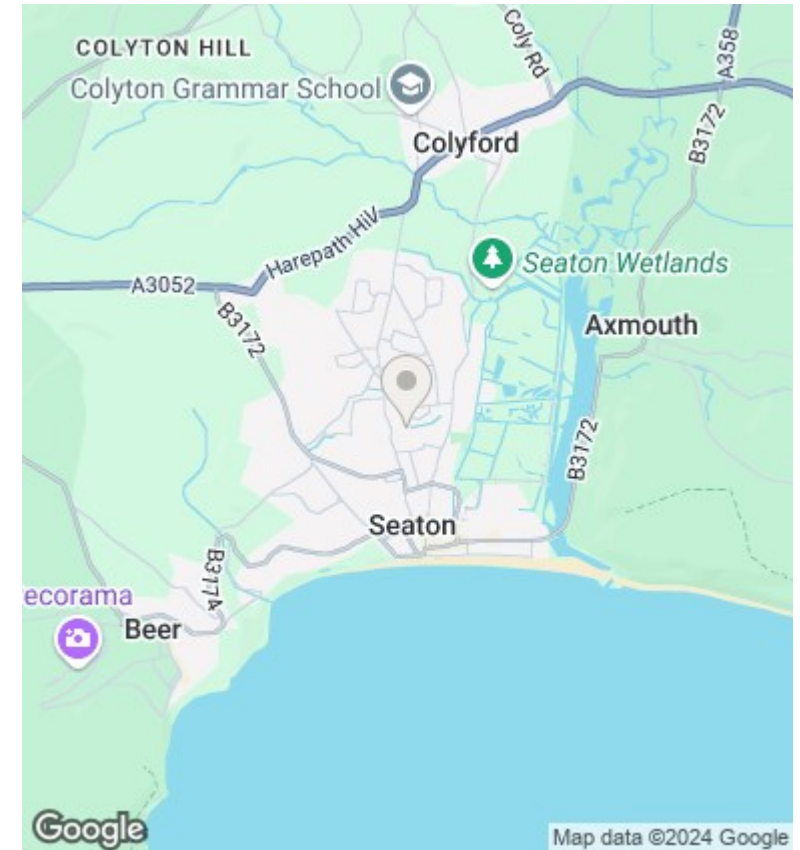 COLYTON HILL
Coly Rd
A358
Colyton Grammar School
Colyford
B3172
Harepath Hil
Seaton Wetlands
A3052
B3172
Axmouth
B3172
Seaton
B3174
ecorama
Beer
Google
Map data ©2024 Google